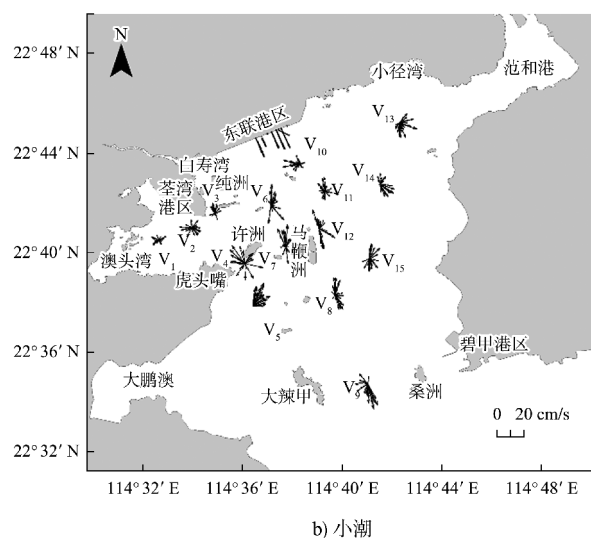 N
22°48′ N
22°44′ N
22°40′ N
22°36′ N
22°32′ N
小径湾
范和港
东联港区
V13
V10
白寿湾
V14
荃湾
港区
V3
纯洲
V6
V11
V2
许洲
马鞭洲
V12
澳头湾
V1
V4
V7
V15
虎头嘴
V8
V5
碧甲港区
大鹏澳
大辣甲
V9
桑洲
0 20 cm/s
114°32′ E 114°36′ E 114°40′ E 114°44′ E 114°48′ E
b) 小潮